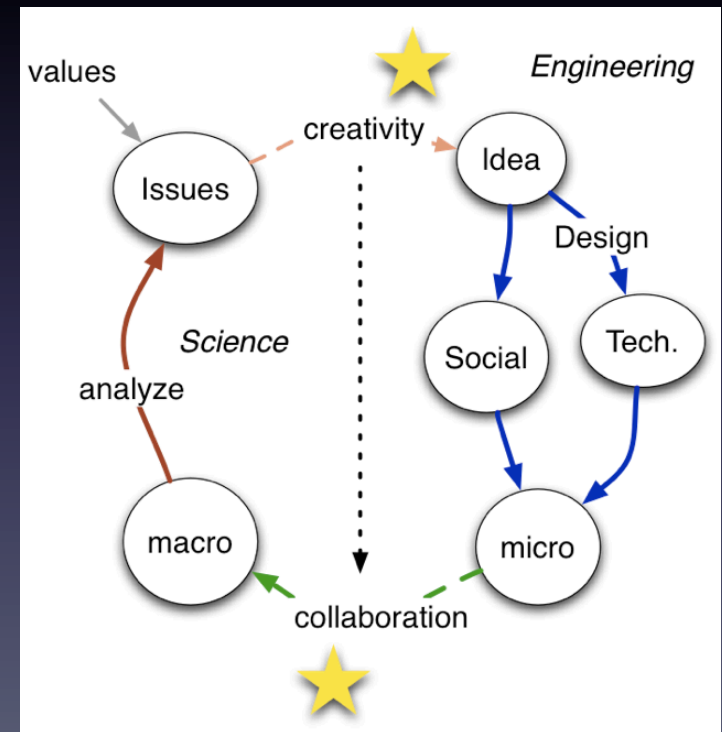 values
Engineering
creativity
Idea
Issues
Design
Science
Tech.
Social
analyze
macro
micro
collaboration